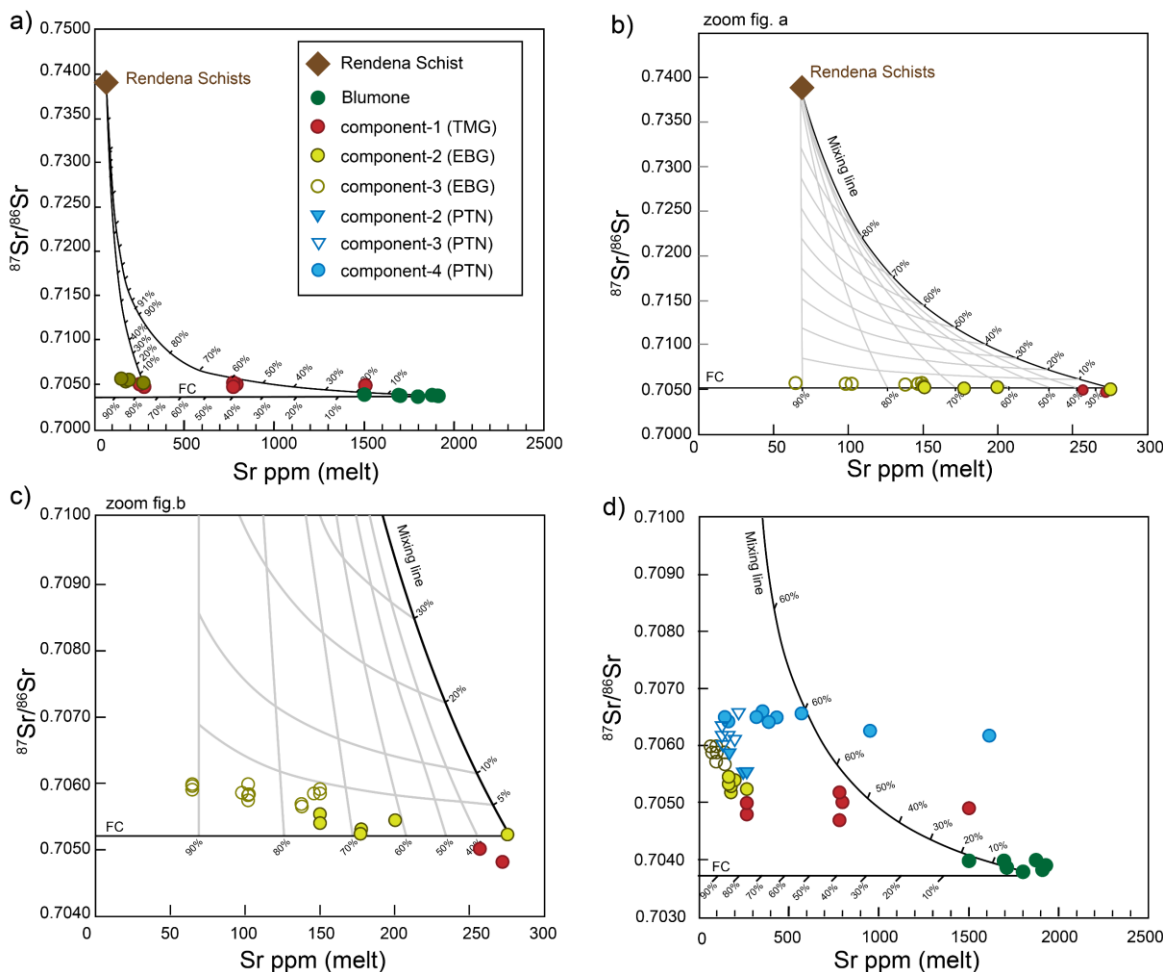 a)
0.7500
0.7400
0.7300
0.7200
0.7150
0.7100
0.7050
0.7000
87Sr/86Sr
Rendena Schists
Rendena Schist
Blumone
component-1 (TMG)
component-2 (EBG)
component-3 (EBG)
component-2 (PTN)
component-3 (PTN)
component-4 (PTN)
91%
90%
80%
70%
60%
50%
40%
30%
10%
40%
30%
20%
10%
FC
90% 80% 70% 60% 50% 40% 30% 20% 10%
0 500 1000 1500 2000 2500
Sr ppm (melt)
b)
zoom fig. a
0.7400
0.7350
0.7300
0.7250
0.7200
0.7150
0.7100
0.7050
0.7000
87Sr/86Sr
Rendena Schists
Mixing line
80%
70%
60%
50%
40%
30%
20%
10%
FC
90% 80% 70% 60% 50% 40% 30%
0 50 100 150 200 250 300
Sr ppm (melt)
c)
zoom fig.b
0.7100
0.7090
0.7080
0.7070
0.7060
0.7050
0.7040
87Sr/86Sr
Mixing line
30%
20%
10%
5%
FC
90% 80% 70% 60% 50% 40%
0 50 100 150 200 250 300
Sr ppm (melt)
d)
0.7100
0.7090
0.7080
0.7070
0.7060
0.7050
0.7040
0.7030
87Sr/86Sr
Mixing line
60%
60%
60%
50%
40%
30%
20%
10%
FC
90% 80% 70% 60% 50% 40% 30% 20% 10%
0 500 1000 1500 2000 2500
Sr ppm (melt)